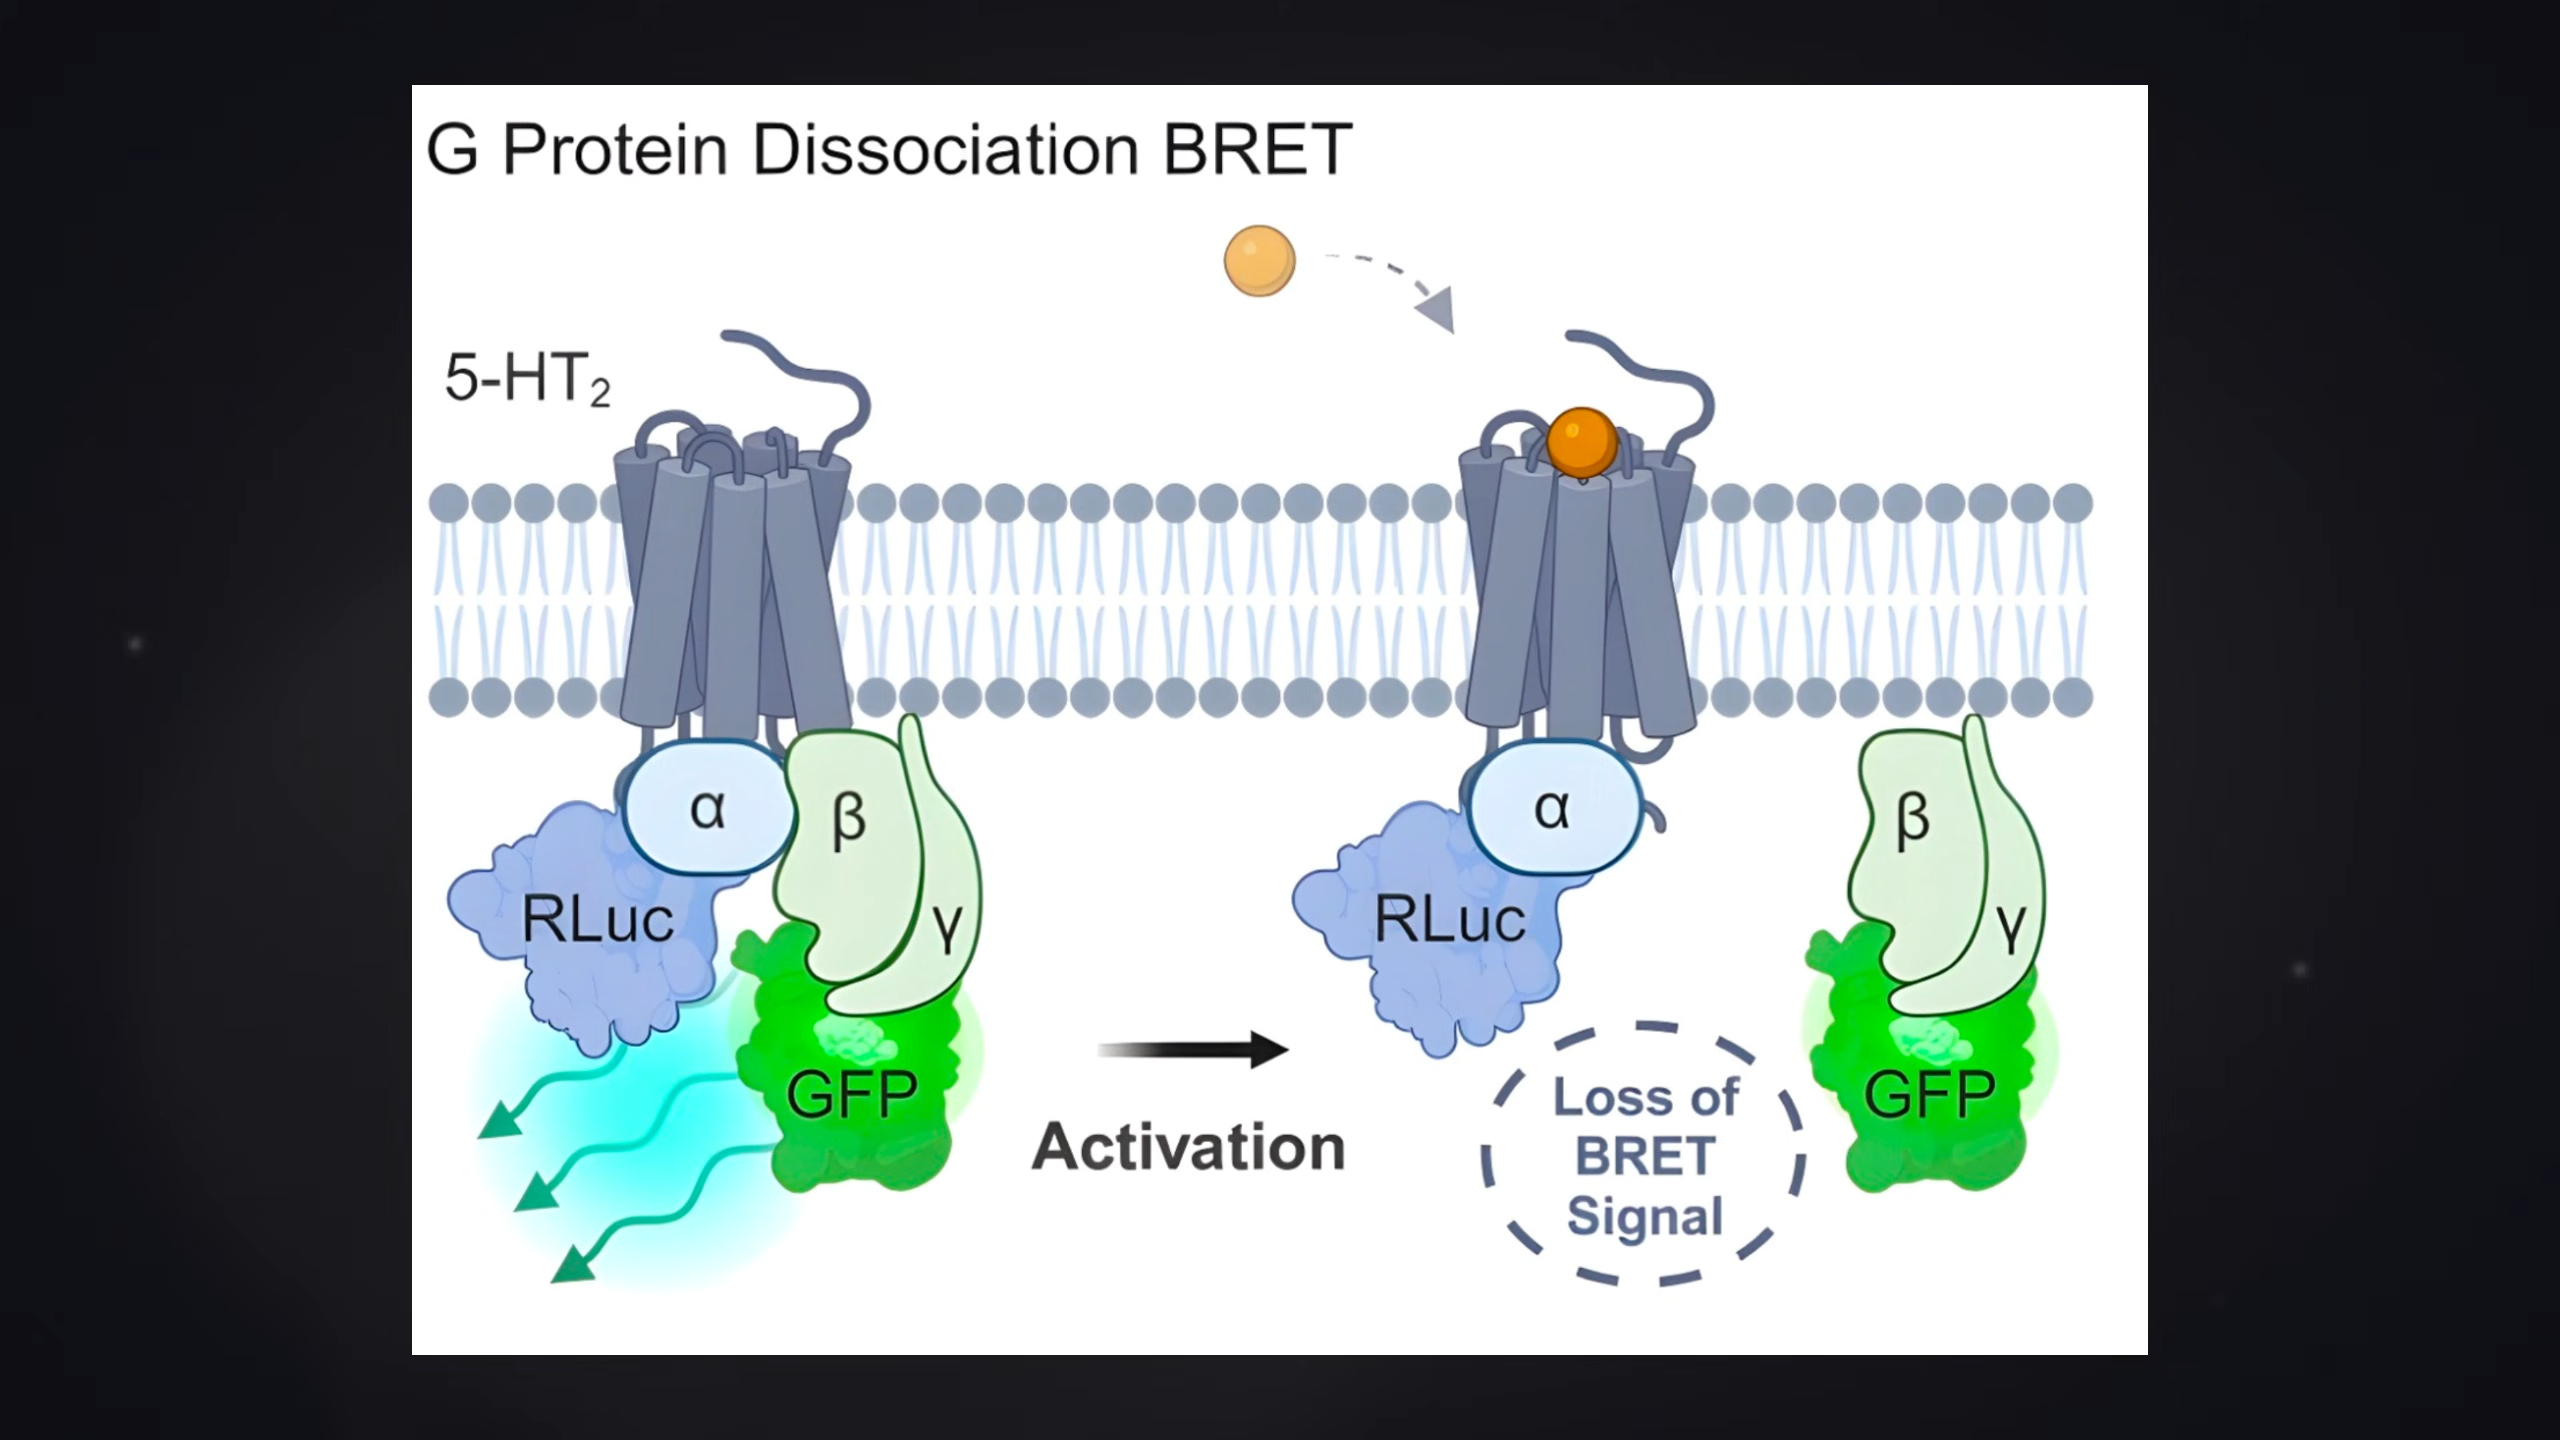 G Protein Dissociation BRET
5-HT₂
α
β
γ
RLuc
GFP
Activation
α
β
γ
RLuc
GFP
Loss of
BRET
Signal